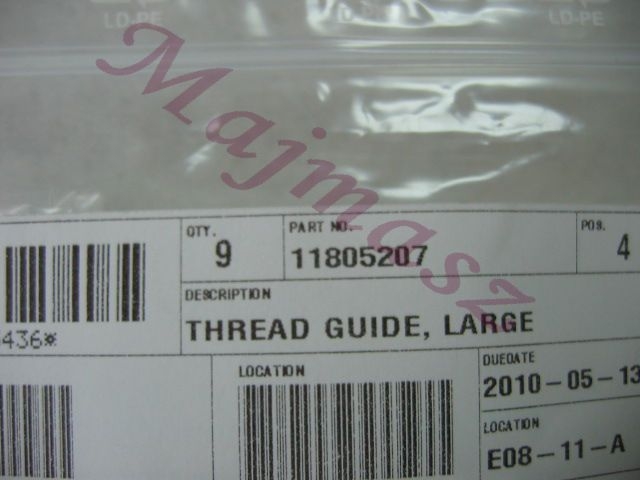 LD-PE
LD-PE
Majmasz
QTY.
9
PART NO.
11805207
POS.
4
436*
DESCRIPTION
THREAD GUIDE, LARGE
LOCATION
DUEDATE
2010-05-13
LOCATION
E08-11-A